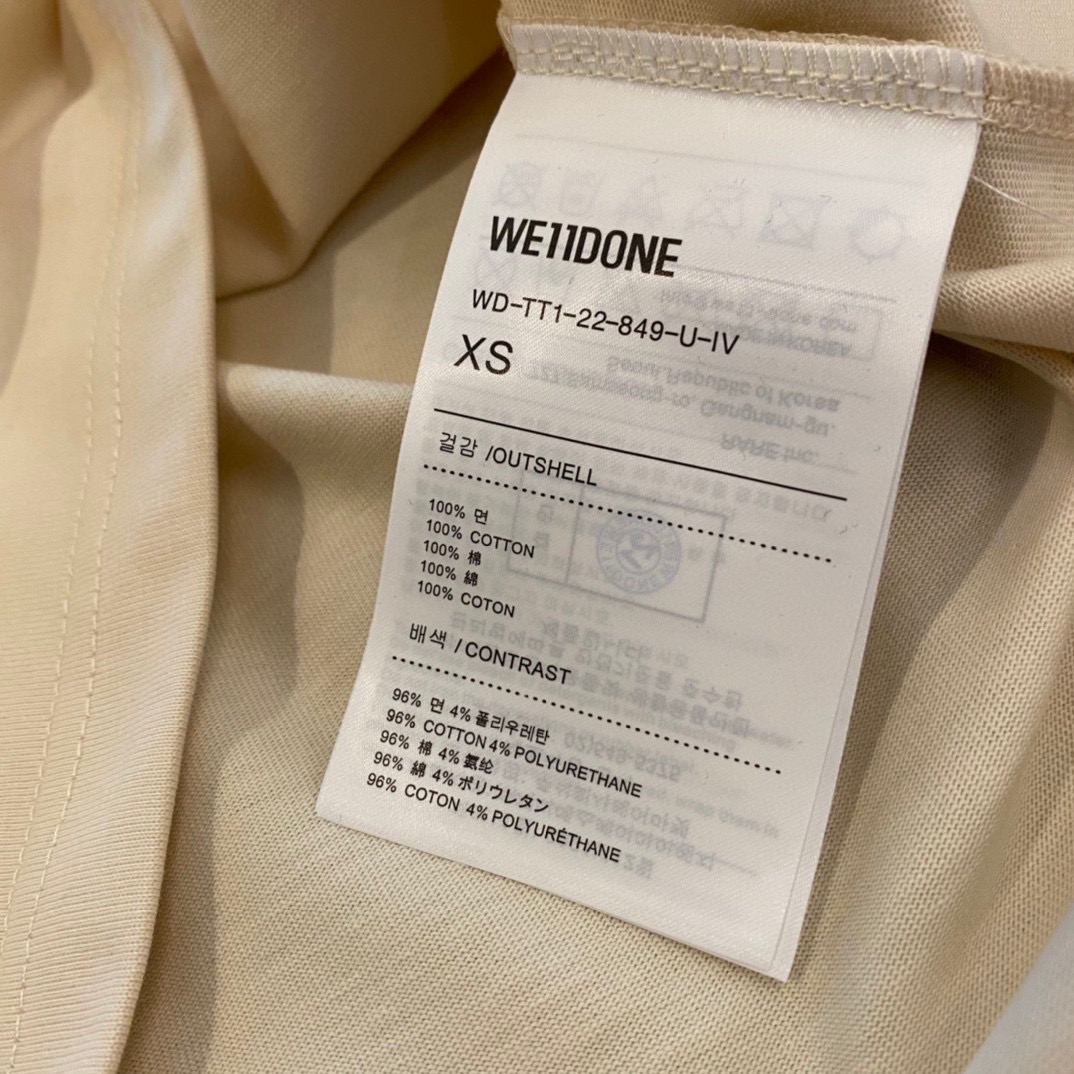 WE11DONE
WD-TT1-22-849-U-IV
XS
겉감 /OUTSHELL
100% 면
100% COTTON
100% 棉
100% 綿
100% COTON
배색 / CONTRAST
96% 면 4% 폴리우레탄
96% COTTON 4% POLYURETHANE
96% 棉 4% 氨纶
96% 綿 4% ポリウレタン
96% COTON 4% POLYURÉTHANE